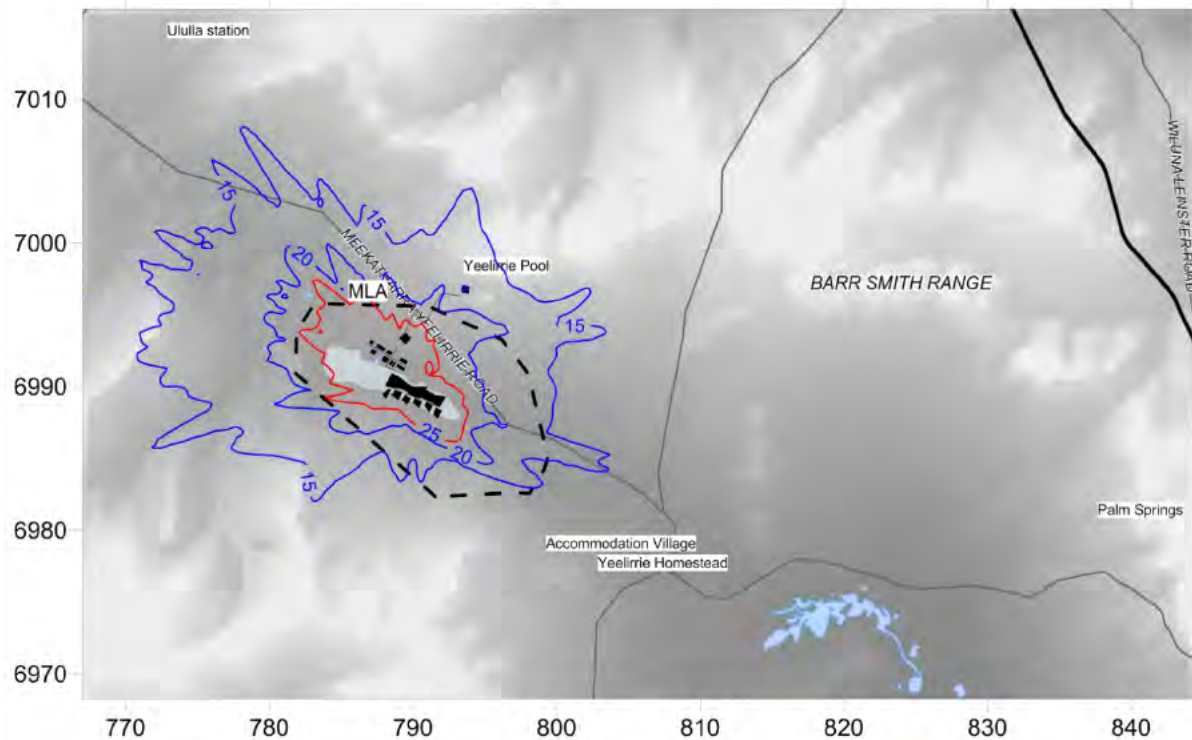 Ululla station
7010
WILUNA-LEINSTER ROAD
15
15
7000
MEEKATHARRA-YEELIRRIE ROAD
20
Yeelirrie Pool
BARR SMITH RANGE
MLA
15
6990
25
20
15
Palm Springs
6980
Accommodation Village
Yeelirrie Homestead
6970
770
780
790
800
810
820
830
840